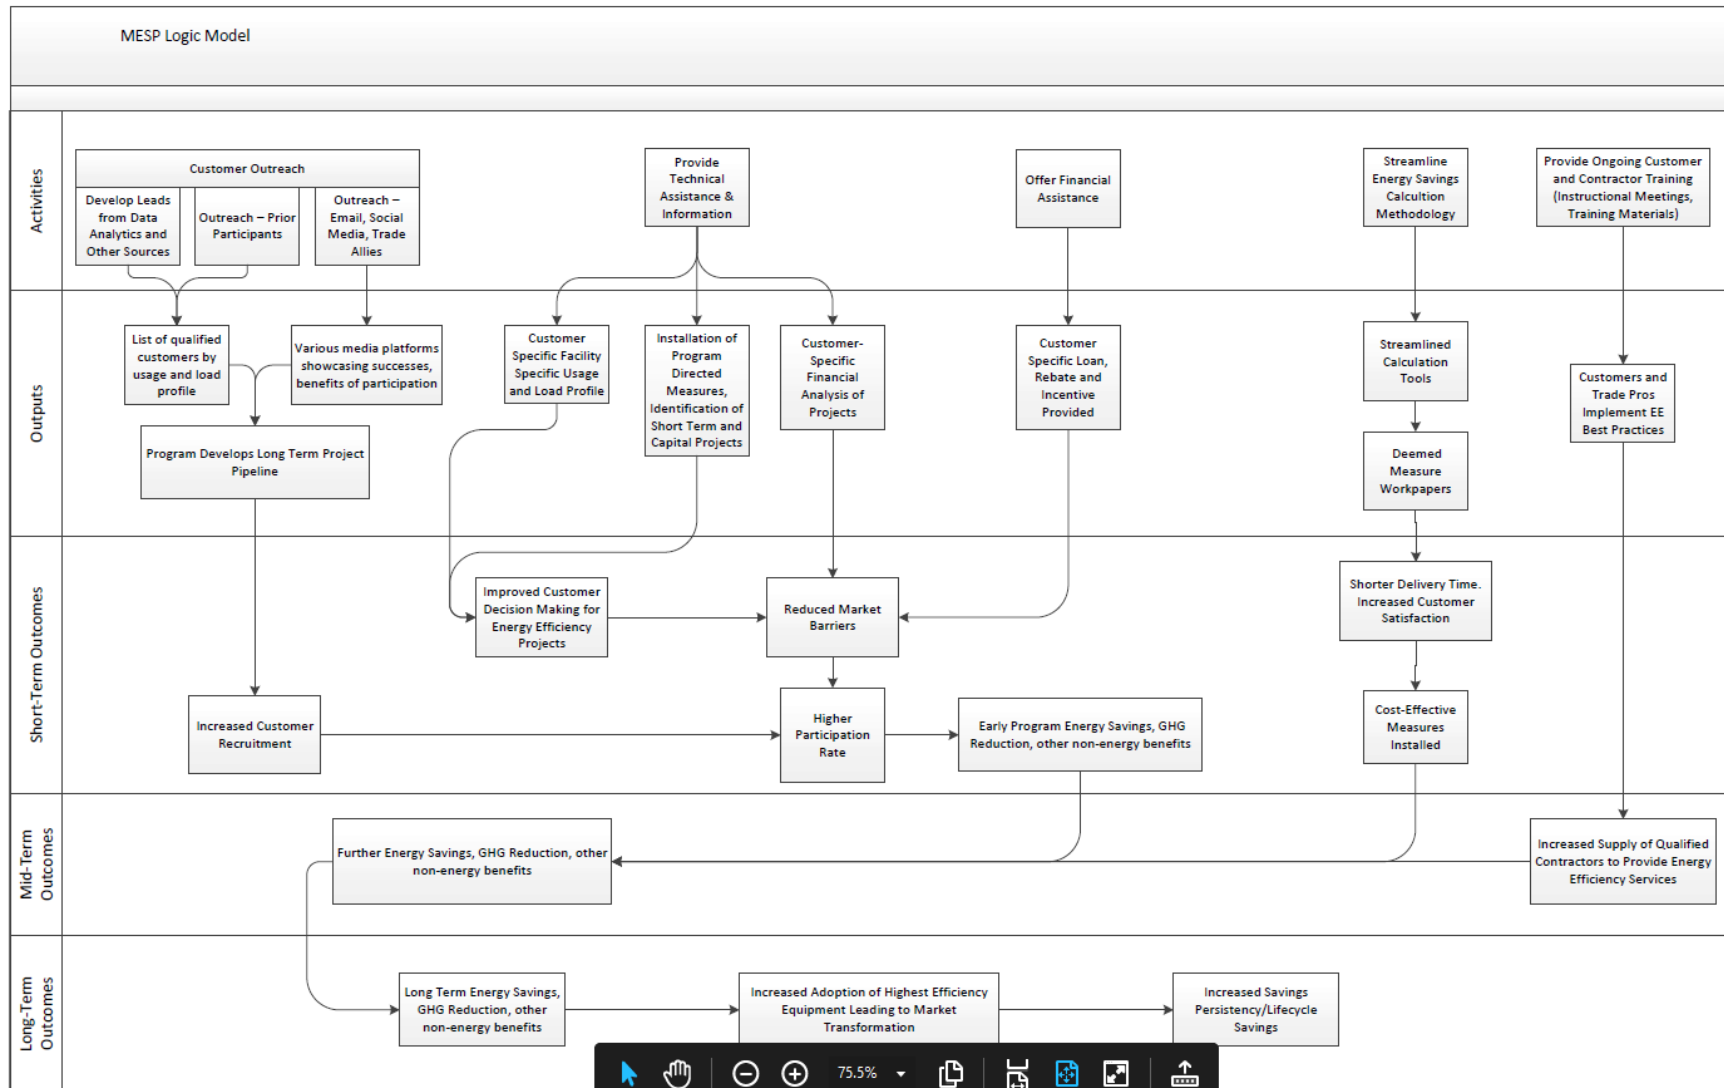 MESP Logic Model
Activities
Customer Outreach
Develop Leads
from Data
Analytics and
Other Sources
Outreach – Prior
Participants
Outreach –
Email, Social
Media, Trade
Allies
Provide
Technical
Assistance &
Information
Offer Financial
Assistance
Streamline
Energy Savings
Calcultion
Methodology
Provide Ongoing Customer
and Contractor Training
(Instructional Meetings,
Training Materials)
Outputs
List of qualified
customers by
usage and load
profile
Various media platforms
showcasing successes,
benefits of participation
Program Develops Long Term Project
Pipeline
Customer
Specific Facility
Specific Usage
and Load Profile
Installation of
Program
Directed
Measures,
Identification of
Short Term and
Capital Projects
Customer-
Specific
Financial
Analysis of
Projects
Customer
Specific Loan,
Rebate and
Incentive
Provided
Streamlined
Calculation
Tools
Deemed
Measure
Workpapers
Customers and
Trade Pros
Implement EE
Best Practices
Short-Term Outcomes
Improved Customer
Decision Making for
Energy Efficiency
Projects
Reduced Market
Barriers
Shorter Delivery Time.
Increased Customer
Satisfaction
Increased Customer
Recruitment
Higher
Participation
Rate
Early Program Energy Savings, GHG
Reduction, other non-energy benefits
Cost-Effective
Measures
Installed
Mid-Term
Outcomes
Further Energy Savings, GHG Reduction, other
non-energy benefits
Increased Supply of Qualified
Contractors to Provide Energy
Efficiency Services
Long-Term
Outcomes
Long Term Energy Savings,
GHG Reduction, other
non-energy benefits
Increased Adoption of Highest Efficiency
Equipment Leading to Market
Transformation
Increased Savings
Persistency/Lifecycle
Savings
75.5%